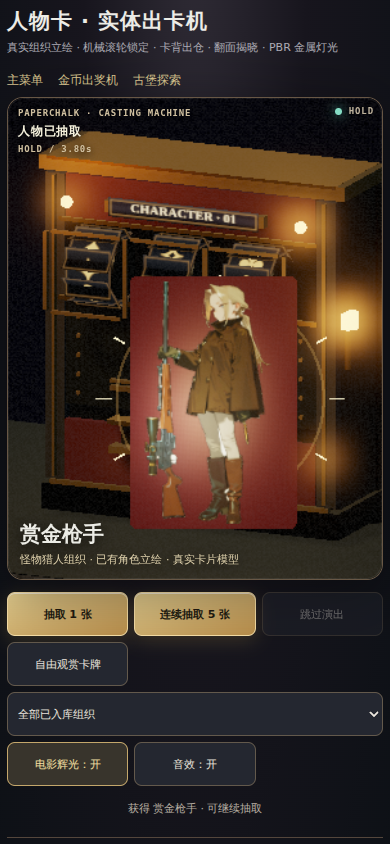 人物卡 · 实体出卡机
真实组织立绘 · 机械滚轮锁定 · 卡背出仓 · 翻面揭晓 · PBR 金属灯光
主菜单 金币出奖机 古堡探索
PAPERCHALK · CASTING MACHINE
HOLD
人物已抽取
HOLD / 3.80s
CHARACTER · 01
赏金枪手
怪物猎人组织 · 已有角色立绘 · 真实卡片模型
抽取 1 张
连续抽取 5 张
跳过演出
自由观赏卡牌
全部已入库组织
电影辉光：开
音效：开
获得 赏金枪手 · 可继续抽取